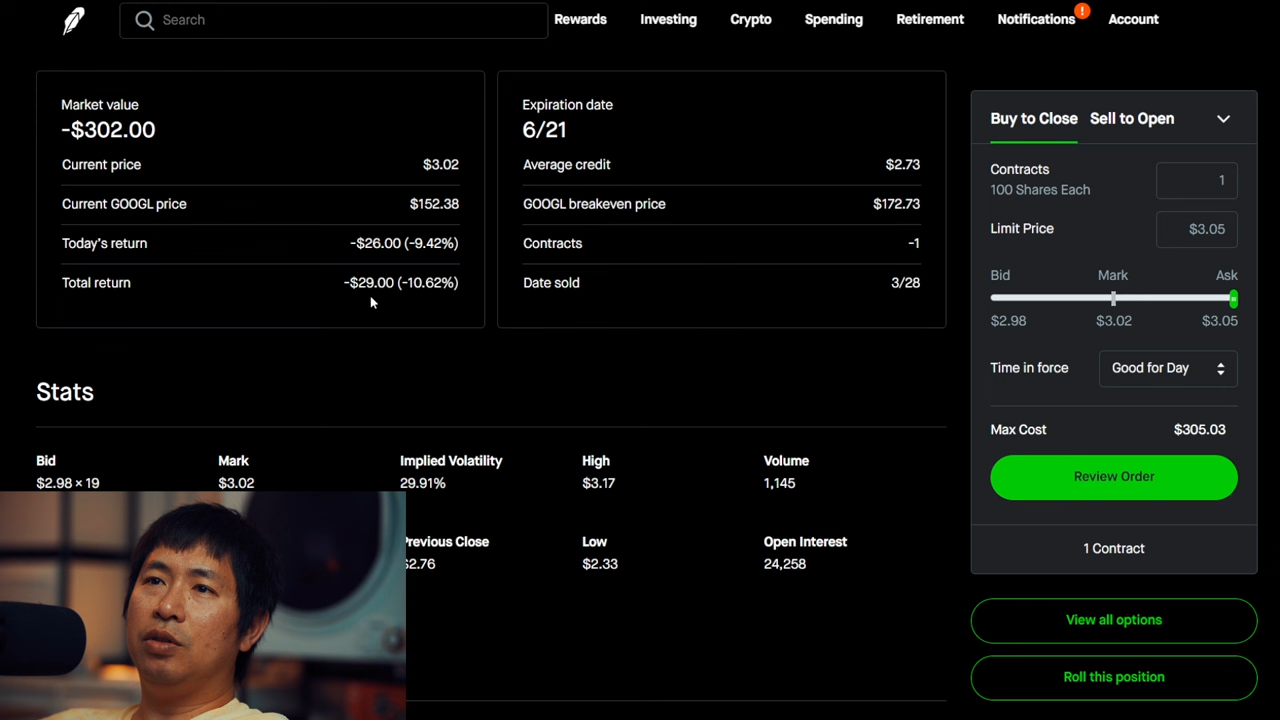 Search
Rewards
Investing
Crypto
Spending
Retirement
Notifications
!
Account
Market value
-$302.00
Current price
$3.02
Current GOOGL price
$152.38
Today's return
-$26.00 (-9.42%)
Total return
-$29.00 (-10.62%)
Expiration date
6/21
Average credit
$2.73
GOOGL breakeven price
$172.73
Contracts
-1
Date sold
3/28
Buy to Close
Sell to Open
Contracts
100 Shares Each
1
Limit Price
$3.05
Bid
Mark
Ask
$2.98
$3.02
$3.05
Time in force
Good for Day
Max Cost
$305.03
Review Order
1 Contract
View all options
Roll this position
Stats
Bid
$2.98 × 19
Mark
$3.02
Implied Volatility
29.91%
High
$3.17
Volume
1,145
Previous Close
$2.76
Low
$2.33
Open Interest
24,258